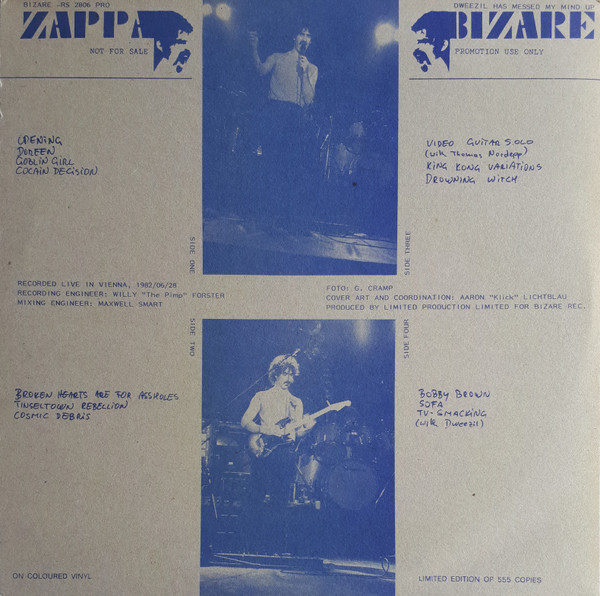 BIZARE -RS 2806 PRO
ZAPPA
NOT FOR SALE
DWEEZIL HAS MESSED MY MIND UP
BIZARE
PROMOTION USE ONLY
OPENING
DOREEN
GOBLIN GIRL
COCAIN DECISION
VIDEO GUITAR SOLO
(with Thomas Nordegg)
KING KONG VARIATIONS
DROWNING WITCH
SIDE ONE
SIDE THREE
RECORDED LIVE IN VIENNA, 1982/06/28
RECORDING ENGINEER: WILLY "The Pimp" FORSTER
MIXING ENGINEER: MAXWELL SMART
FOTO: G. CRAMP
COVER ART AND COORDINATION: AARON "Klick" LICHTBLAU
PRODUCED BY LIMITED PRODUCTION LIMITED FOR BIZARE REC.
SIDE TWO
SIDE FOUR
BROKEN HEARTS ARE FOR ASSHOLES
TINSELTOWN REBELLION
COSMIC DEBRIS
BOBBY BROWN
SOFA
TV-SMACKING
(with Dweezil)
ON COLOURED VINYL
LIMITED EDITION OF 555 COPIES